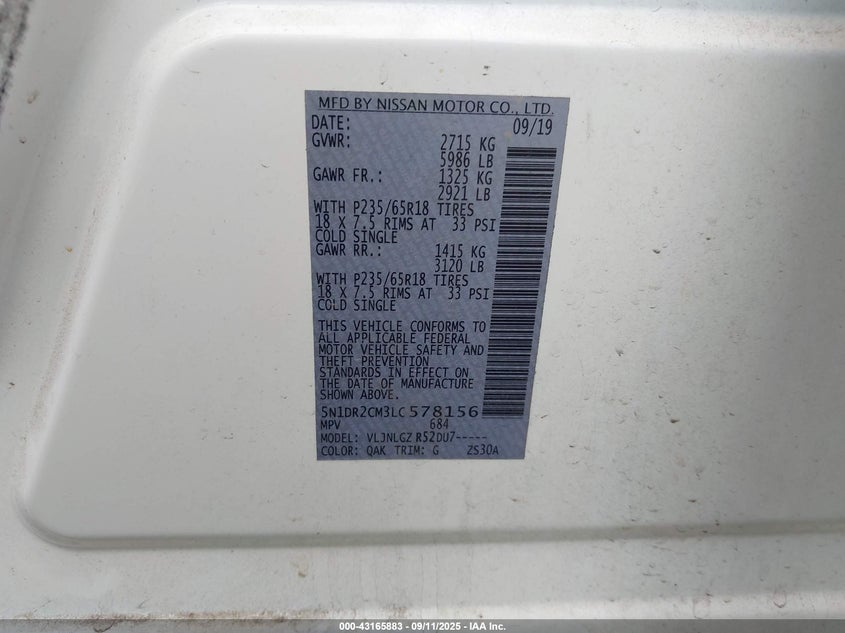 MFD BY NISSAN MOTOR CO., LTD.
DATE: 09/19
GVWR: 2715 KG
5986 LB
GAWR FR.: 1325 KG
2921 LB
WITH P235/65R18 TIRES
18 X 7.5 RIMS AT 33 PSI
COLD SINGLE
GAWR RR.: 1415 KG
3120 LB
WITH P235/65R18 TIRES
18 X 7.5 RIMS AT 33 PSI
COLD SINGLE
THIS VEHICLE CONFORMS TO
ALL APPLICABLE FEDERAL
MOTOR VEHICLE SAFETY AND
THEFT PREVENTION
STANDARDS IN EFFECT ON
THE DATE OF MANUFACTURE
SHOWN ABOVE.
5N1DR2CM3LC578156
MPV 684
MODEL: VLJNLGZ R52DU7-----
COLOR: QAK TRIM: G ZS30A
000-43165883 - 09/11/2025 - IAA Inc.